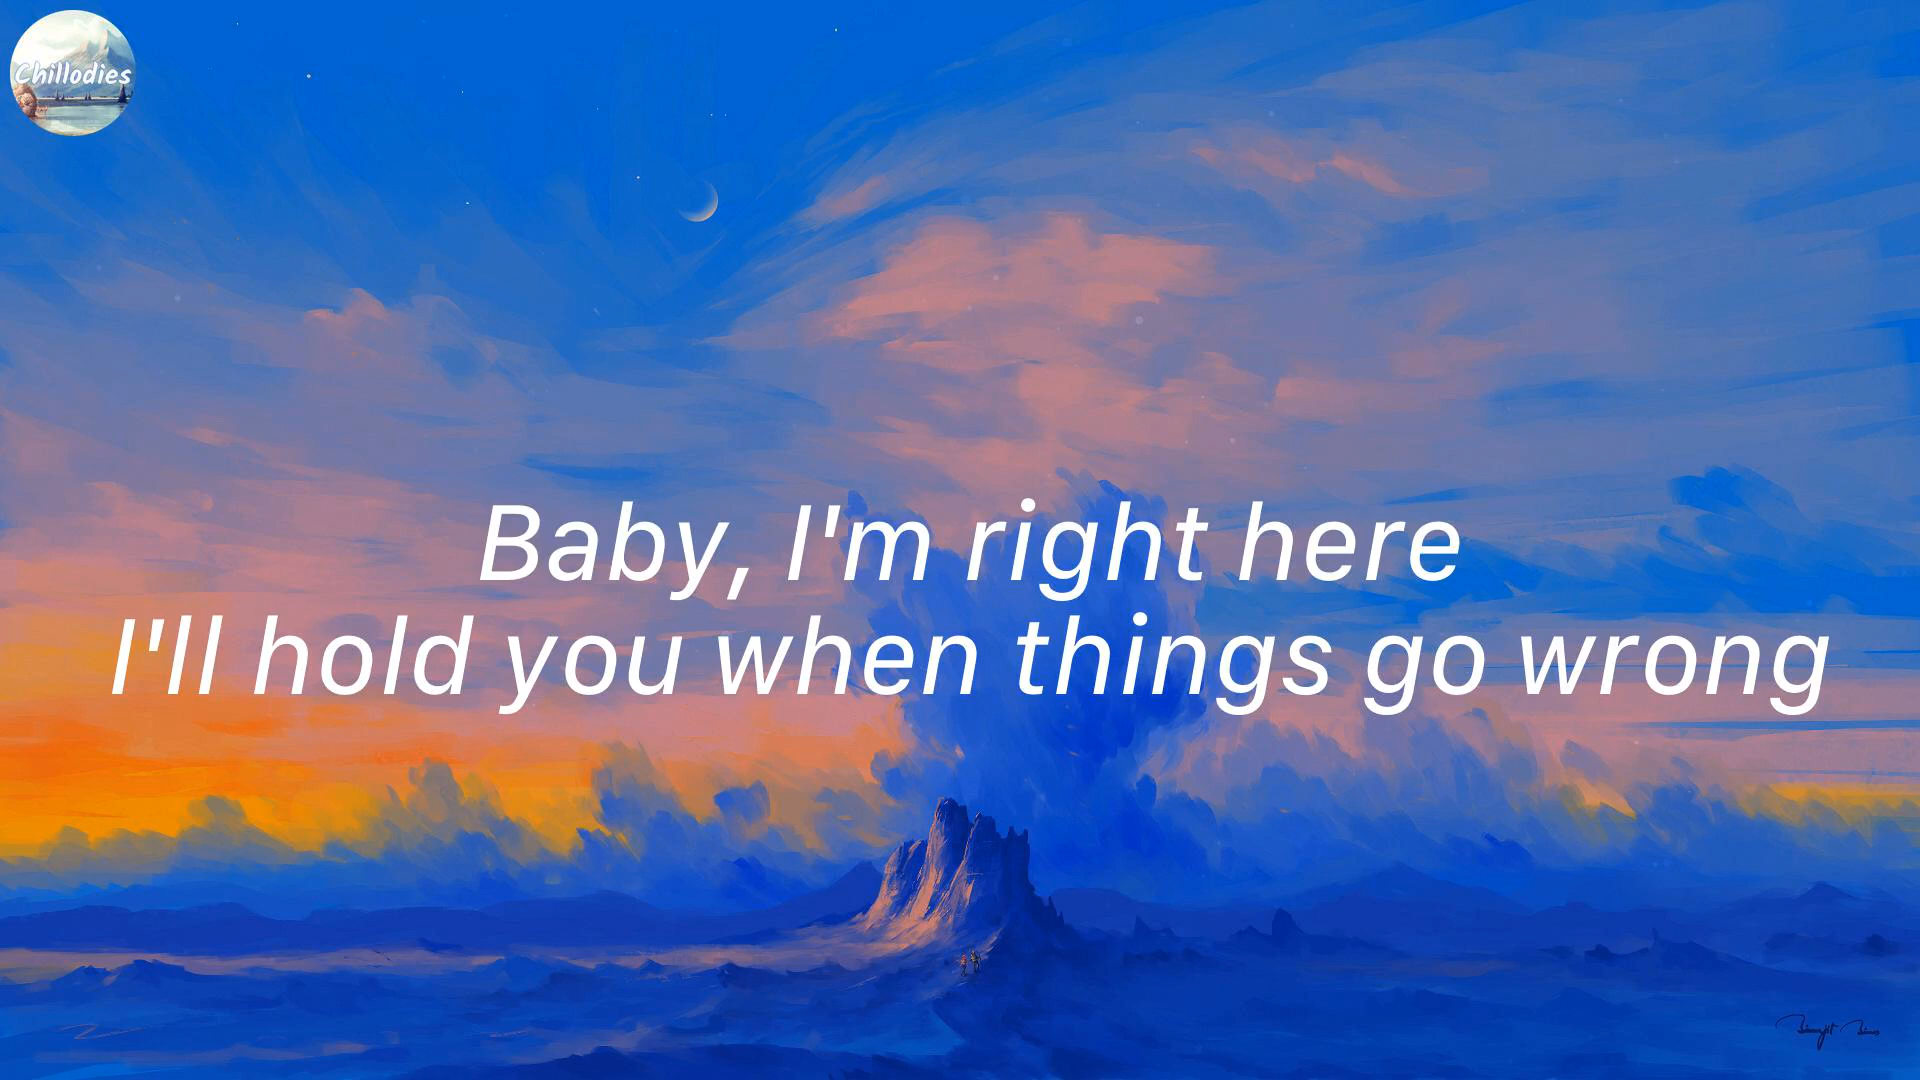 Chillodies
Baby, I'm right here
I'll hold you when things go wrong